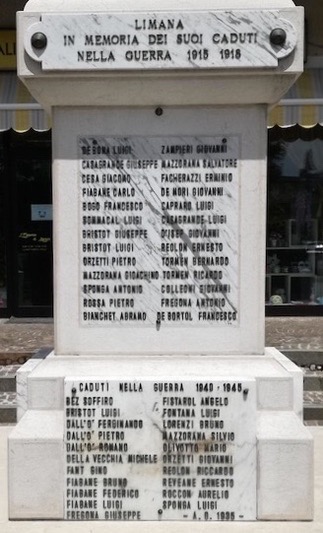 LIMANA
IN MEMORIA DEI SUOI CADUTI
NELLA GUERRA 1915 1918
DE BONA LUIGI ZAMPIERI GIOVANNI
CASAGRANDE GIUSEPPE MAZZORANA SALVATORE
CESA GIACOMO FACHERAZZI ERMINIO
FIABANE CARLO DE MORI GIOVANNI
BOGO FRANCESCO CAPRARO LUIGI
SOMMACAL LUIGI CASAGRANDE LUIGI
BRISTOT GIUSEPPE GIOVANNI
BRISTOT LUIGI REOLON ERNESTO
ORZETTI PIETRO TORMEN BERNARDO
MAZZORANA GIOACHINO TORMEN RICARDO
SPONGA ANTONIO COLLEONI GIOVANNI
ROSSA PIETRO FREGONA ANTONIO
BIANCHET ABRAMO DE BORTOL FRANCESCO
CADUTI NELLA GUERRA 1940-1945
BEZ SOFFIRO FISTAROL ANGELO
BRISTOT LUIGI FONTANA LUIGI
DALL'O' FERDINANDO LORENZI BRUNO
DALL'O' PIETRO MAZZORANA SILVIO
DALL'O' ROMANO OLIVOTTO MARIO
DELLA VECCHIA MICHELE ORZETTI GIOVANNI
FANT GINO REOLON RICCARDO
FIABANE BRUNO REVEANE ERNESTO
FIABANE FEDERICO ROCCON AURELIO
FIABANE LUIGI SPONGA LUIGI
FREGONA GIUSEPPE - A. O. 1935 -